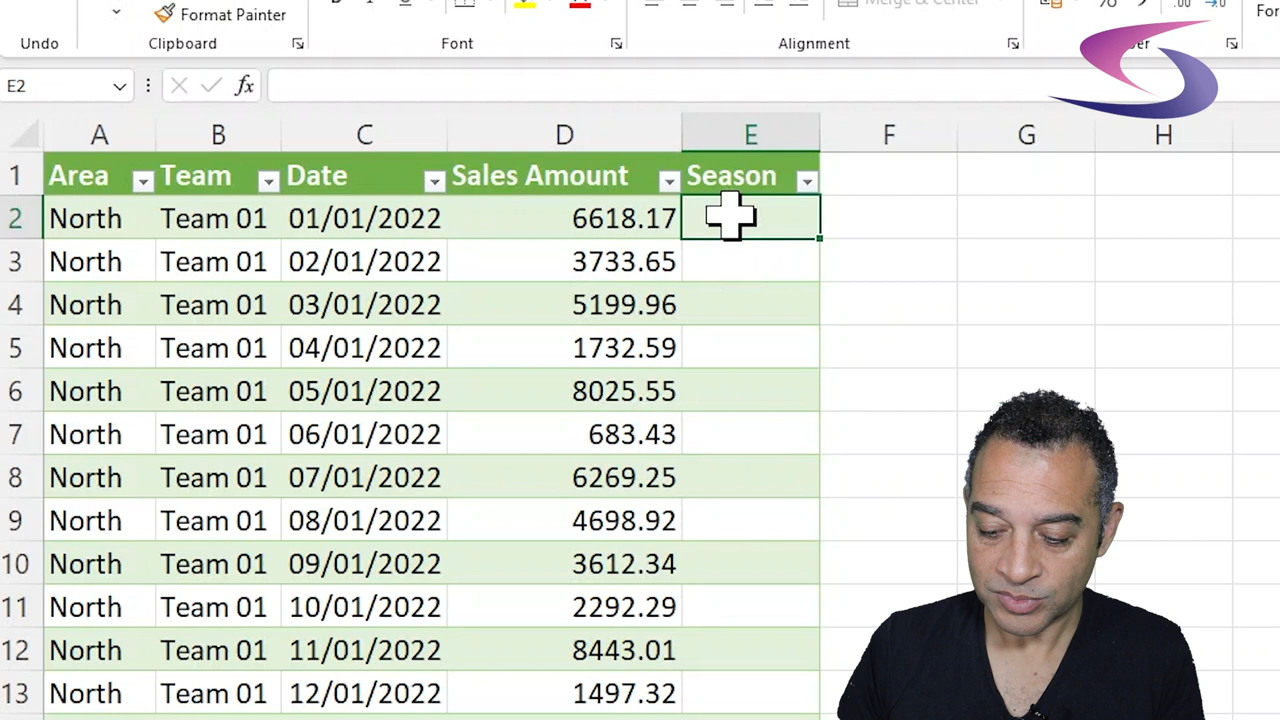 Format Painter
Merge & Center
Undo
Clipboard
Font
Alignment
E2
fx
A B C D E F G H
1 Area Team Date Sales Amount Season
2 North Team 01 01/01/2022 6618.17
3 North Team 01 02/01/2022 3733.65
4 North Team 01 03/01/2022 5199.96
5 North Team 01 04/01/2022 1732.59
6 North Team 01 05/01/2022 8025.55
7 North Team 01 06/01/2022 683.43
8 North Team 01 07/01/2022 6269.25
9 North Team 01 08/01/2022 4698.92
10 North Team 01 09/01/2022 3612.34
11 North Team 01 10/01/2022 2292.29
12 North Team 01 11/01/2022 8443.01
13 North Team 01 12/01/2022 1497.32